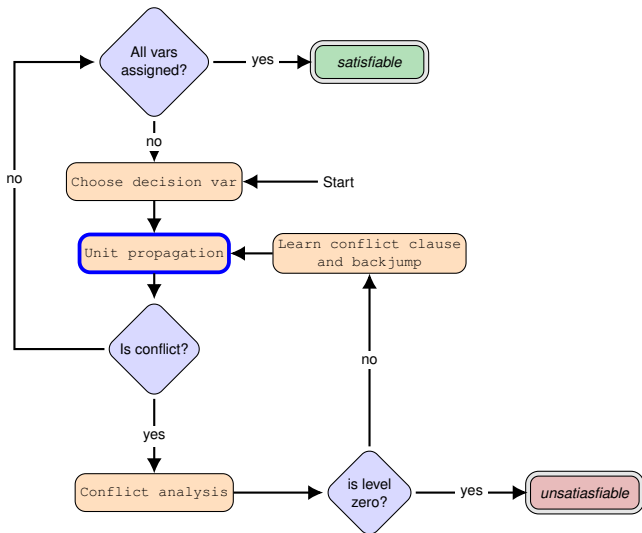 All vars
assigned?
yes
satisfiable
no
no
Choose decision var
Start
Unit propagation
Learn conflict clause
and backjump
Is conflict?
no
yes
Conflict analysis
is level
zero?
yes
unsatiasfiable